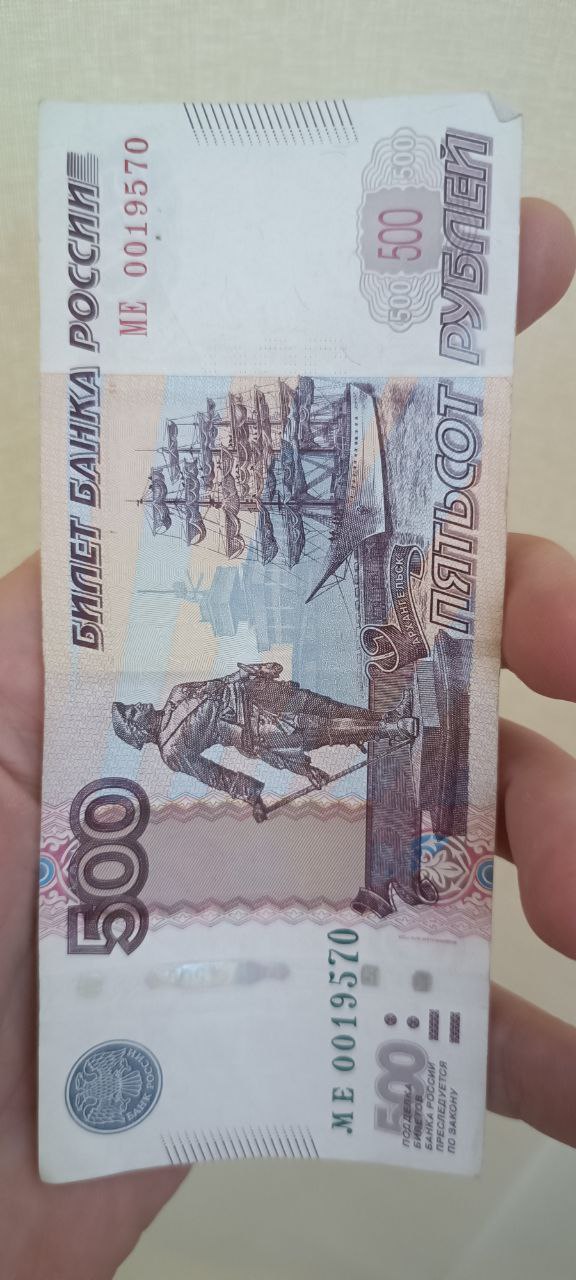 БАНК РОССИИ
500
БИЛЕТ БАНКА РОССИИ
МЕ 0019570
МЕ 0019570
500
ПОДДЕЛКА
БИЛЕТОВ
БАНКА РОССИИ
ПРЕСЛЕДУЕТСЯ
ПО ЗАКОНУ
АРХАНГЕЛЬСК
500 500 500
ПЯТЬСОТ РУБЛЕЙ